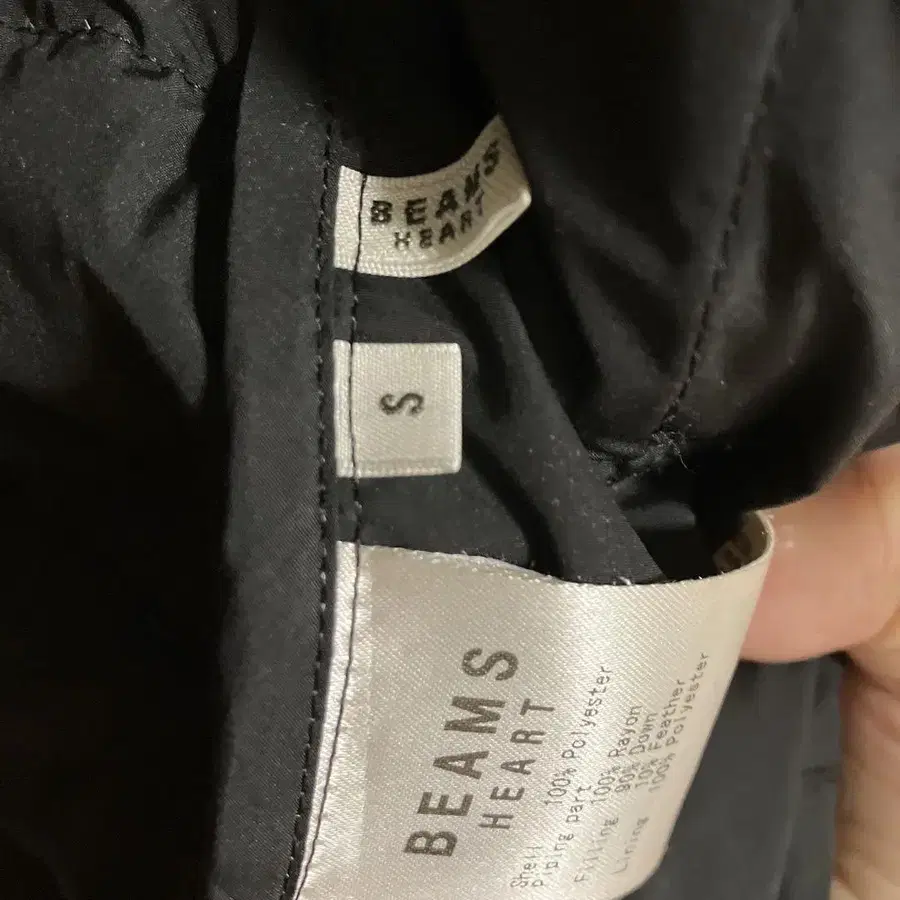 BEAMS
HEART
S
BEAMS
HEART
Shell 100% Polyester
Piping part
100% Rayon
Filling 90% Down
10% Feather
Lining 100% Polyester